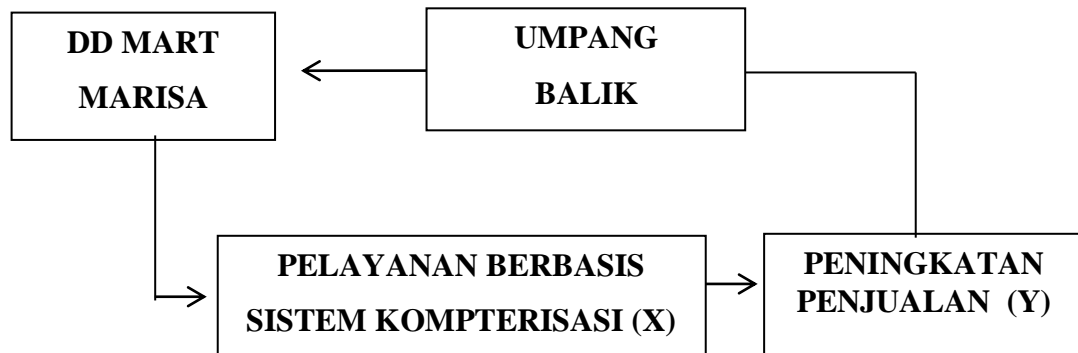 DD MART
MARISA
UMPANG
BALIK
PELAYANAN BERBASIS
SISTEM KOMPTERISASI (X)
PENINGKATAN
PENJUALAN (Y)